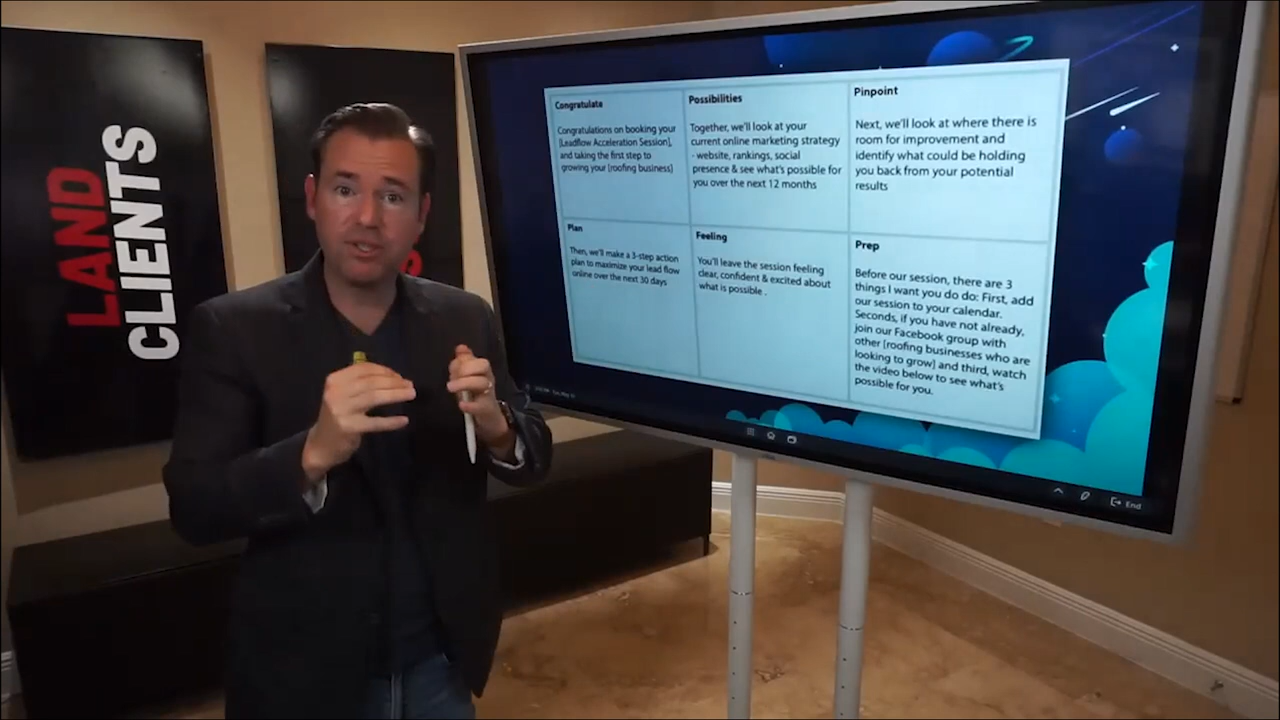 LAND
CLIENTS
Congratulate
Congratulations on booking your
[Leadflow Acceleration Session],
and taking the first step to
growing your [roofing business]
Possibilities
Together, we'll look at your
current online marketing strategy
- website, rankings, social
presence & see what's possible for
you over the next 12 months
Pinpoint
Next, we'll look at where there is
room for improvement and
identify what could be holding
you back from your potential
results
Plan
Then, we'll make a 3-step action
plan to maximize your lead flow
online over the next 30 days
Feeling
You'll leave the session feeling
clear, confident & excited about
what is possible .
Prep
Before our session, there are 3
things I want you do do: First, add
our session to your calendar.
Seconds, if you have not already,
join our Facebook group with
other [roofing businesses who are
looking to grow] and third, watch
the video below to see what's
possible for you.
End